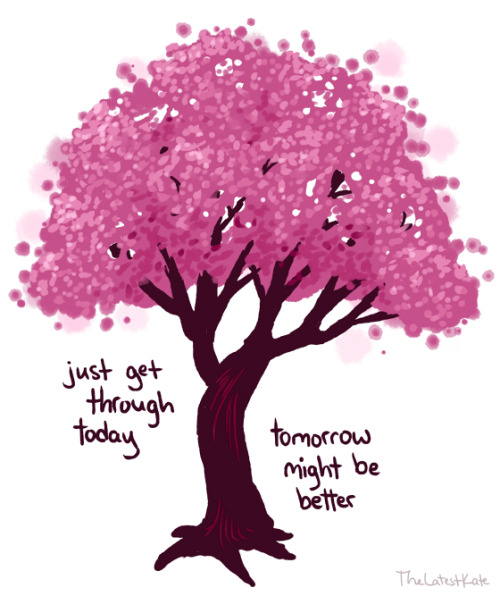 just get
through
today
tomorrow
might be
better
TheLatestKate